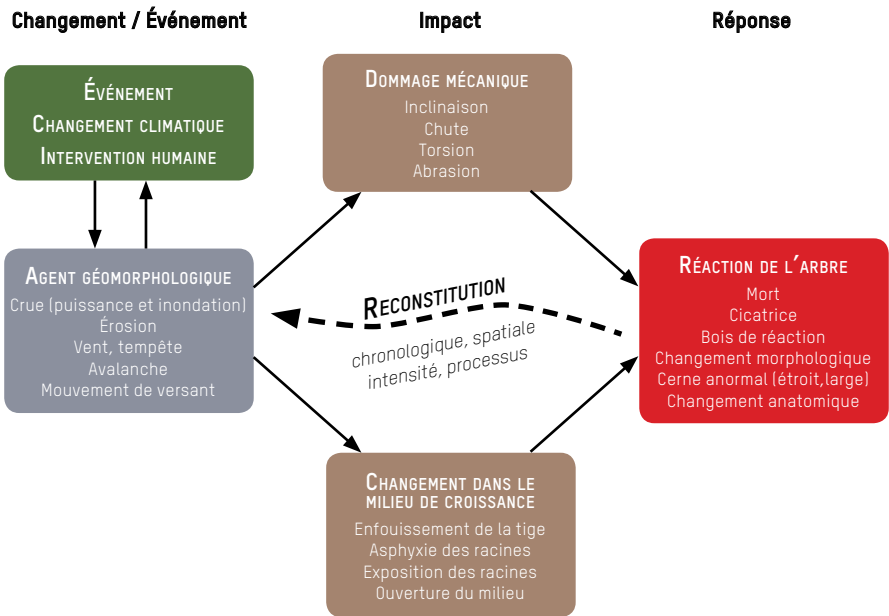 Changement / Événement
Impact
Réponse
Événement
Changement climatique
Intervention humaine
Dommage mécanique
Inclinaison
Chute
Torsion
Abrasion
Agent géomorphologique
Crue (puissance et inondation)
Érosion
Vent, tempête
Avalanche
Mouvement de versant
Reconstitution
chronologique, spatiale
intensité, processus
Réaction de l'arbre
Mort
Cicatrice
Bois de réaction
Changement morphologique
Cerne anormal (étroit,large)
Changement anatomique
Changement dans le
milieu de croissance
Enfouissement de la tige
Asphyxie des racines
Exposition des racines
Ouverture du milieu